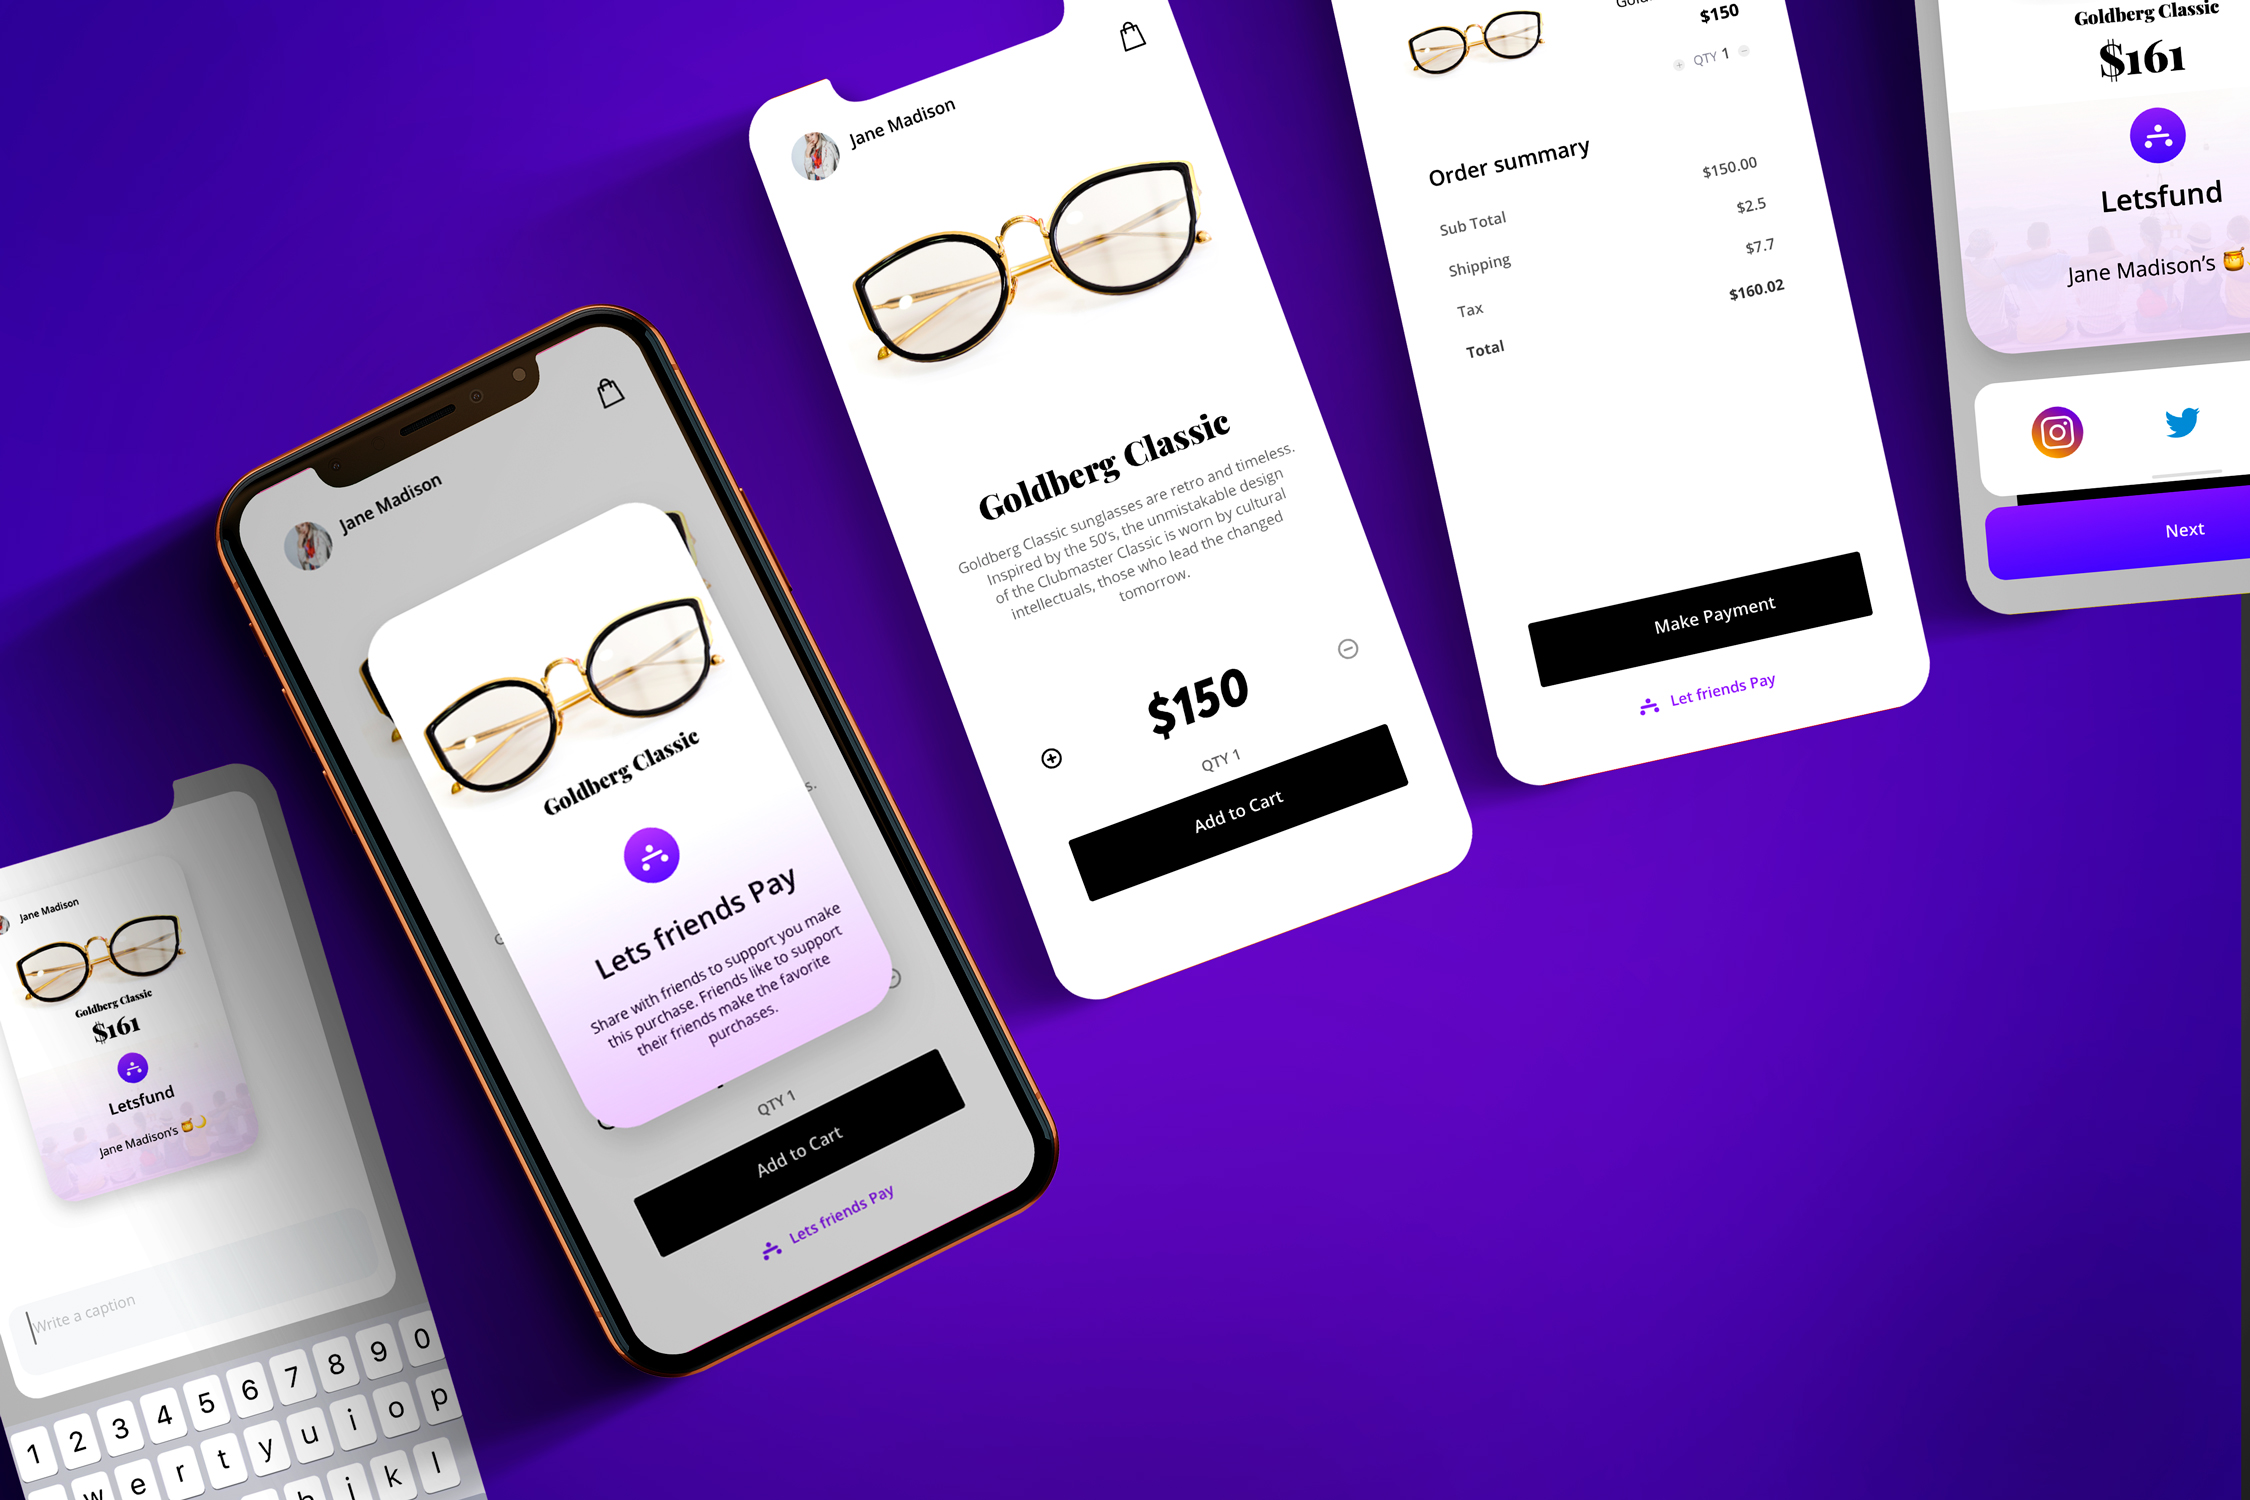 Jane Madison
Goldberg Classic
$161
Letsfund
Jane Madison's
Write a caption
1 2 3 4 5 6 7 8 9 0
w e r t y u i o p
h j k l
Jane Madison
Goldberg Classic
Lets friends Pay
Share with friends to support you make
this purchase. Friends like to support
their friends make the favorite
purchases.
s.
G
QTY 1
Add to Cart
Lets friends Pay
Jane Madison
Goldberg Classic
Goldberg Classic sunglasses are retro and timeless.
Inspired by the 50's, the unmistakable design
of the Clubmaster Classic is worn by cultural
intellectuals, those who lead the changed
tomorrow.
$150
QTY 1
Add to Cart
$150
QTY 1
Order summary
Sub Total $150.00
Shipping $2.5
Tax $7.7
Total $160.02
Make Payment
Let friends Pay
Goldberg Classic
$161
Letsfund
Jane Madison's
Next